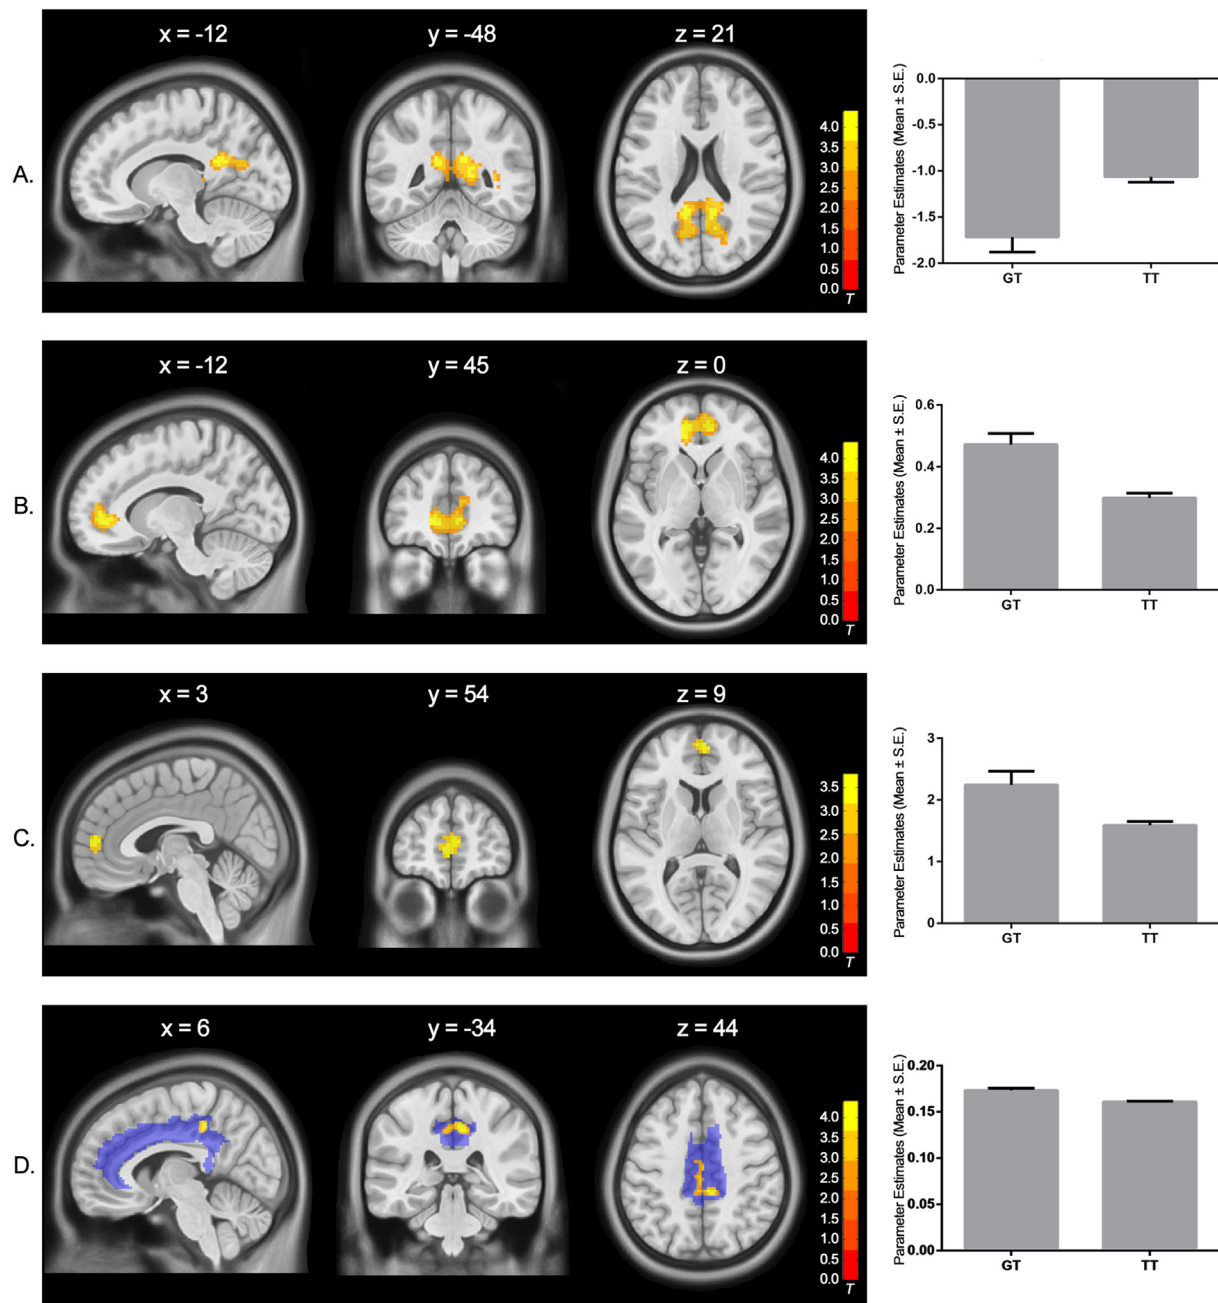 x = -12 y = -48 z = 21
A.
4.0
3.5
3.0
2.5
2.0
1.5
1.0
0.5
0.0
T
Parameter Estimates (Mean ± S.E.)
0.0
-0.5
-1.0
-1.5
-2.0
GT TT
x = -12 y = 45 z = 0
B.
4.0
3.5
3.0
2.5
2.0
1.5
1.0
0.5
0.0
T
Parameter Estimates (Mean ± S.E.)
0.6
0.4
0.2
0.0
GT TT
x = 3 y = 54 z = 9
C.
3.5
3.0
2.5
2.0
1.5
1.0
0.5
0.0
T
Parameter Estimates (Mean ± S.E.)
3
2
1
0
GT TT
x = 6 y = -34 z = 44
D.
4.0
3.5
3.0
2.5
2.0
1.5
1.0
0.5
0.0
T
Parameter Estimates (Mean ± S.E.)
0.20
0.15
0.10
0.05
0.00
GT TT